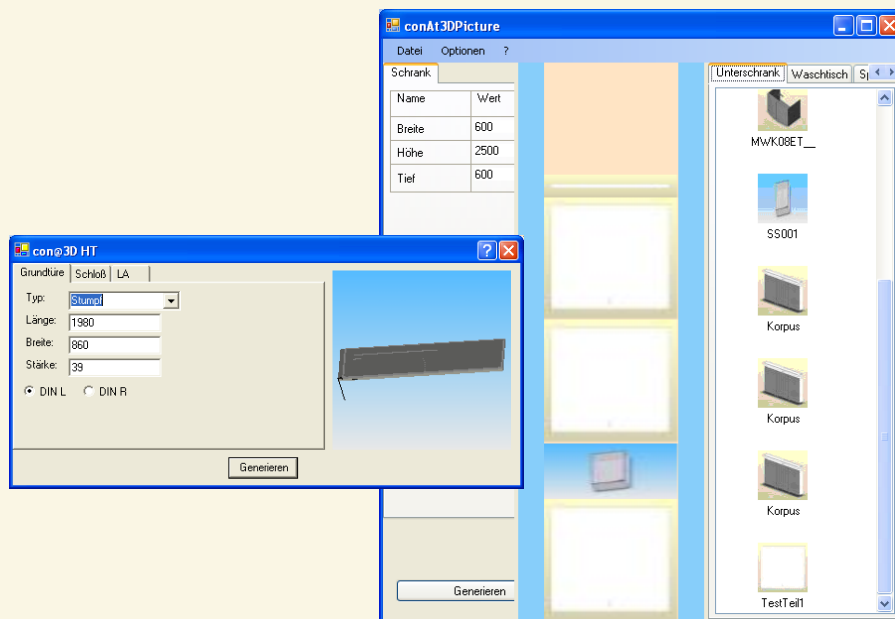 conAt3DPicture
Datei Optionen ?
Schrank
Name Wert
Breite 600
Höhe 2500
Tief 600
Generieren
Unterschrank Waschtisch
MWK08ET__
SS001
Korpus
Korpus
Korpus
TestTeil1
con@3D HT
Grundtüre Schloß LA
Typ: Stumpf
Länge: 1980
Breite: 860
Stärke: 39
DIN L DIN R
Generieren